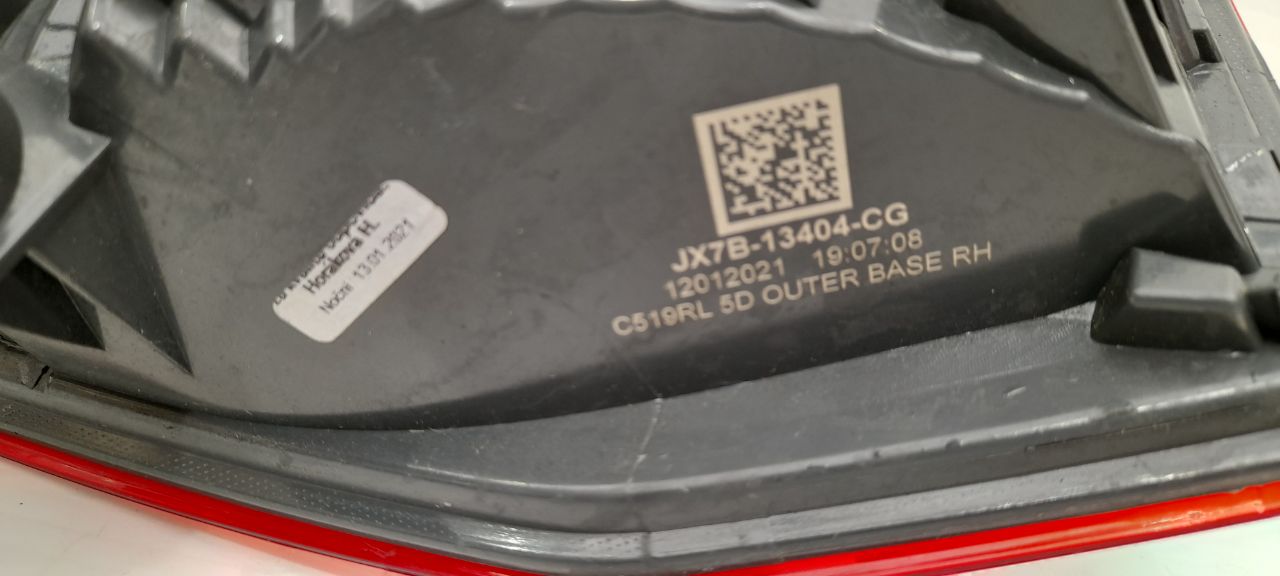 Horakova H.
Noční 13.01.2021
JX7B-13404-CG
12012021 19:07:08
C519RL 5D OUTER BASE RH